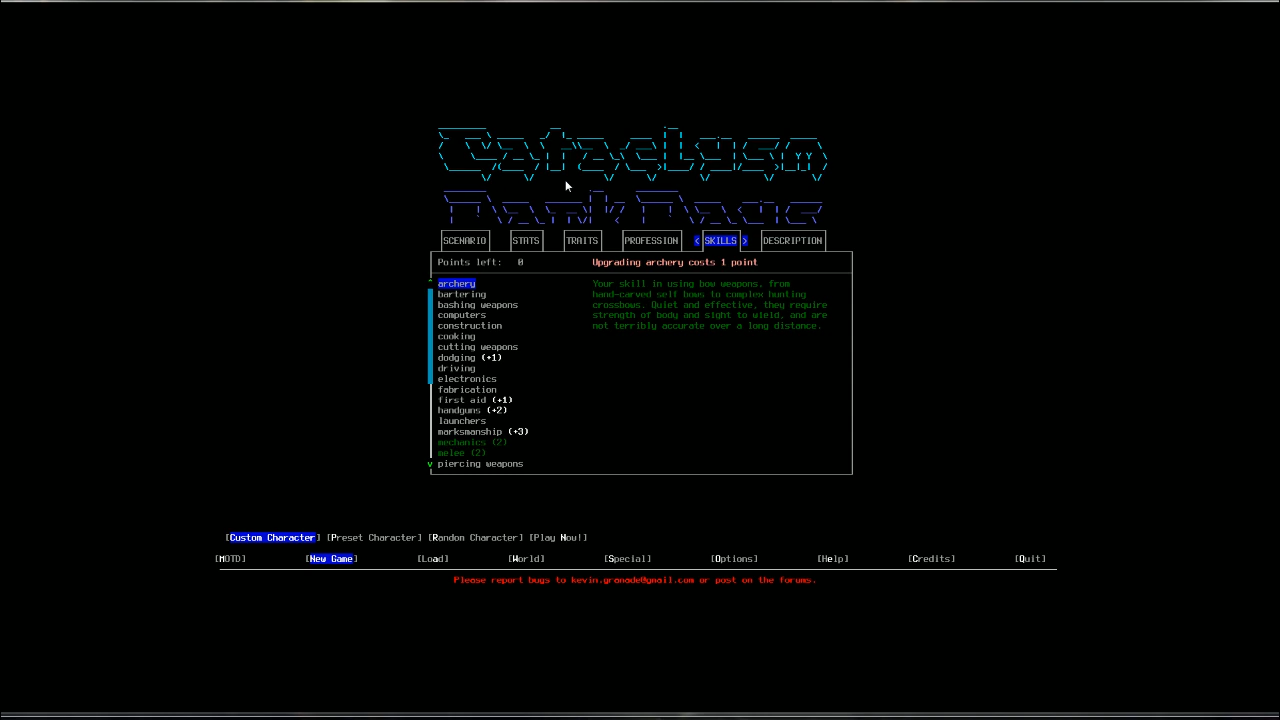 Cataclysm
SCENARIO STATS TRAITS PROFESSION < SKILLS > DESCRIPTION
Points left: 0 Upgrading archery costs 1 point
archery Your skill in using bow weapons, from
bartering hand-carved self bows to complex hunting
bashing weapons crossbows. Quiet and effective, they require
computers strength of body and sight to wield, and are
construction not terribly accurate over a long distance.
cooking
cutting weapons
dodging (+1)
driving
electronics
fabrication
first aid (+1)
handguns (+2)
launchers
marksmanship (+3)
mechanics (2)
melee (2)
v piercing weapons
[Custom Character] [Preset Character] [Random Character] [Play Now!]
[MOTD] [New Game] [Load] [World] [Special] [Options] [Help] [Credits] [Quit]
Please report bugs to kevin.granade@gmail.com or post on the forums.